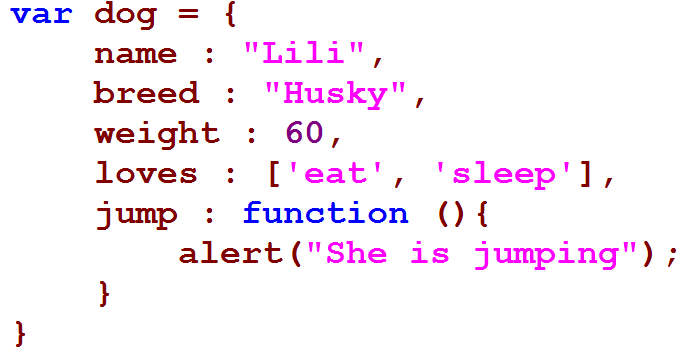 var dog = {
    name : "Lili",
    breed : "Husky",
    weight : 60,
    loves : ['eat', 'sleep'],
    jump : function (){
        alert("She is jumping");
    }
}